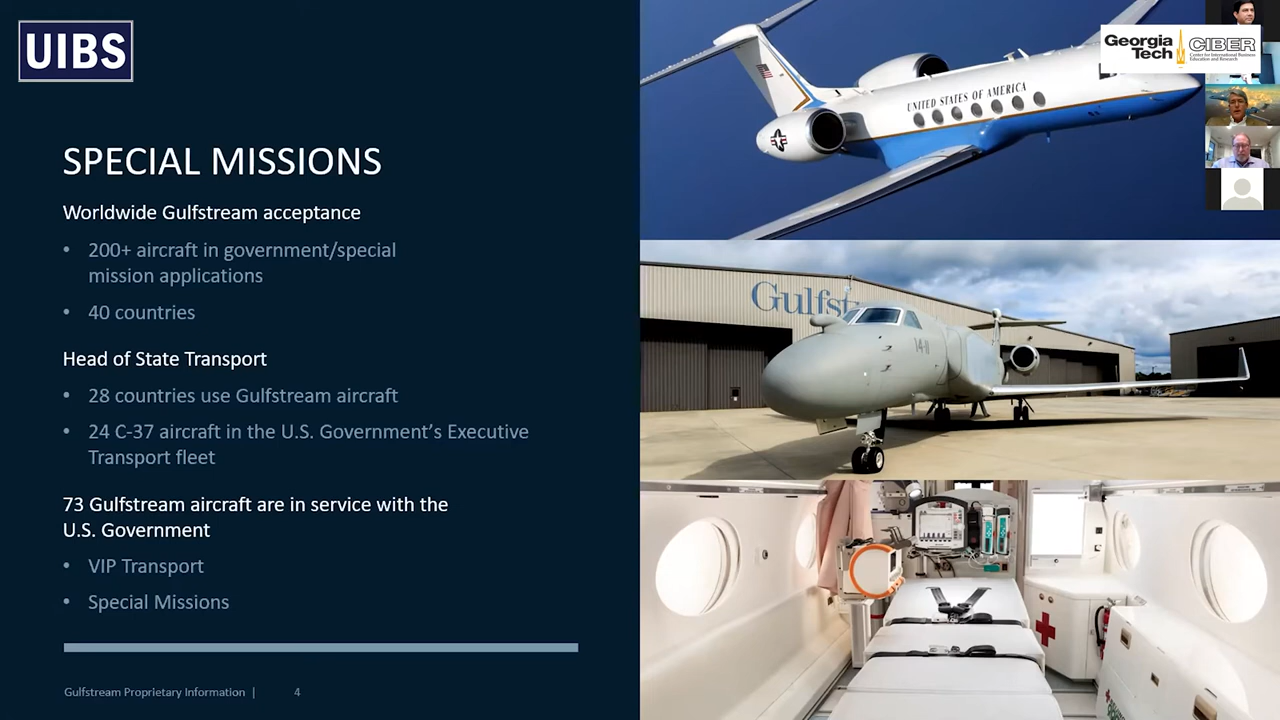 UIBS
SPECIAL MISSIONS
Worldwide Gulfstream acceptance
• 200+ aircraft in government/special
mission applications
• 40 countries
Head of State Transport
• 28 countries use Gulfstream aircraft
• 24 C-37 aircraft in the U.S. Government's Executive
Transport fleet
73 Gulfstream aircraft are in service with the
U.S. Government
• VIP Transport
• Special Missions
Gulfstream Proprietary Information | 4
Georgia
Tech
CIBER
Center for International Business
Education and Research
UNITED STATES OF AMERICA
Gulfst